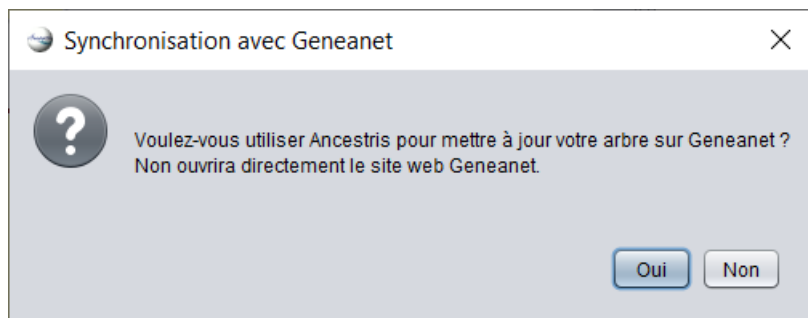 Synchronisation avec Geneanet
Voulez-vous utiliser Ancestris pour mettre à jour votre arbre sur Geneanet ?
Non ouvrira directement le site web Geneanet.
Oui
Non